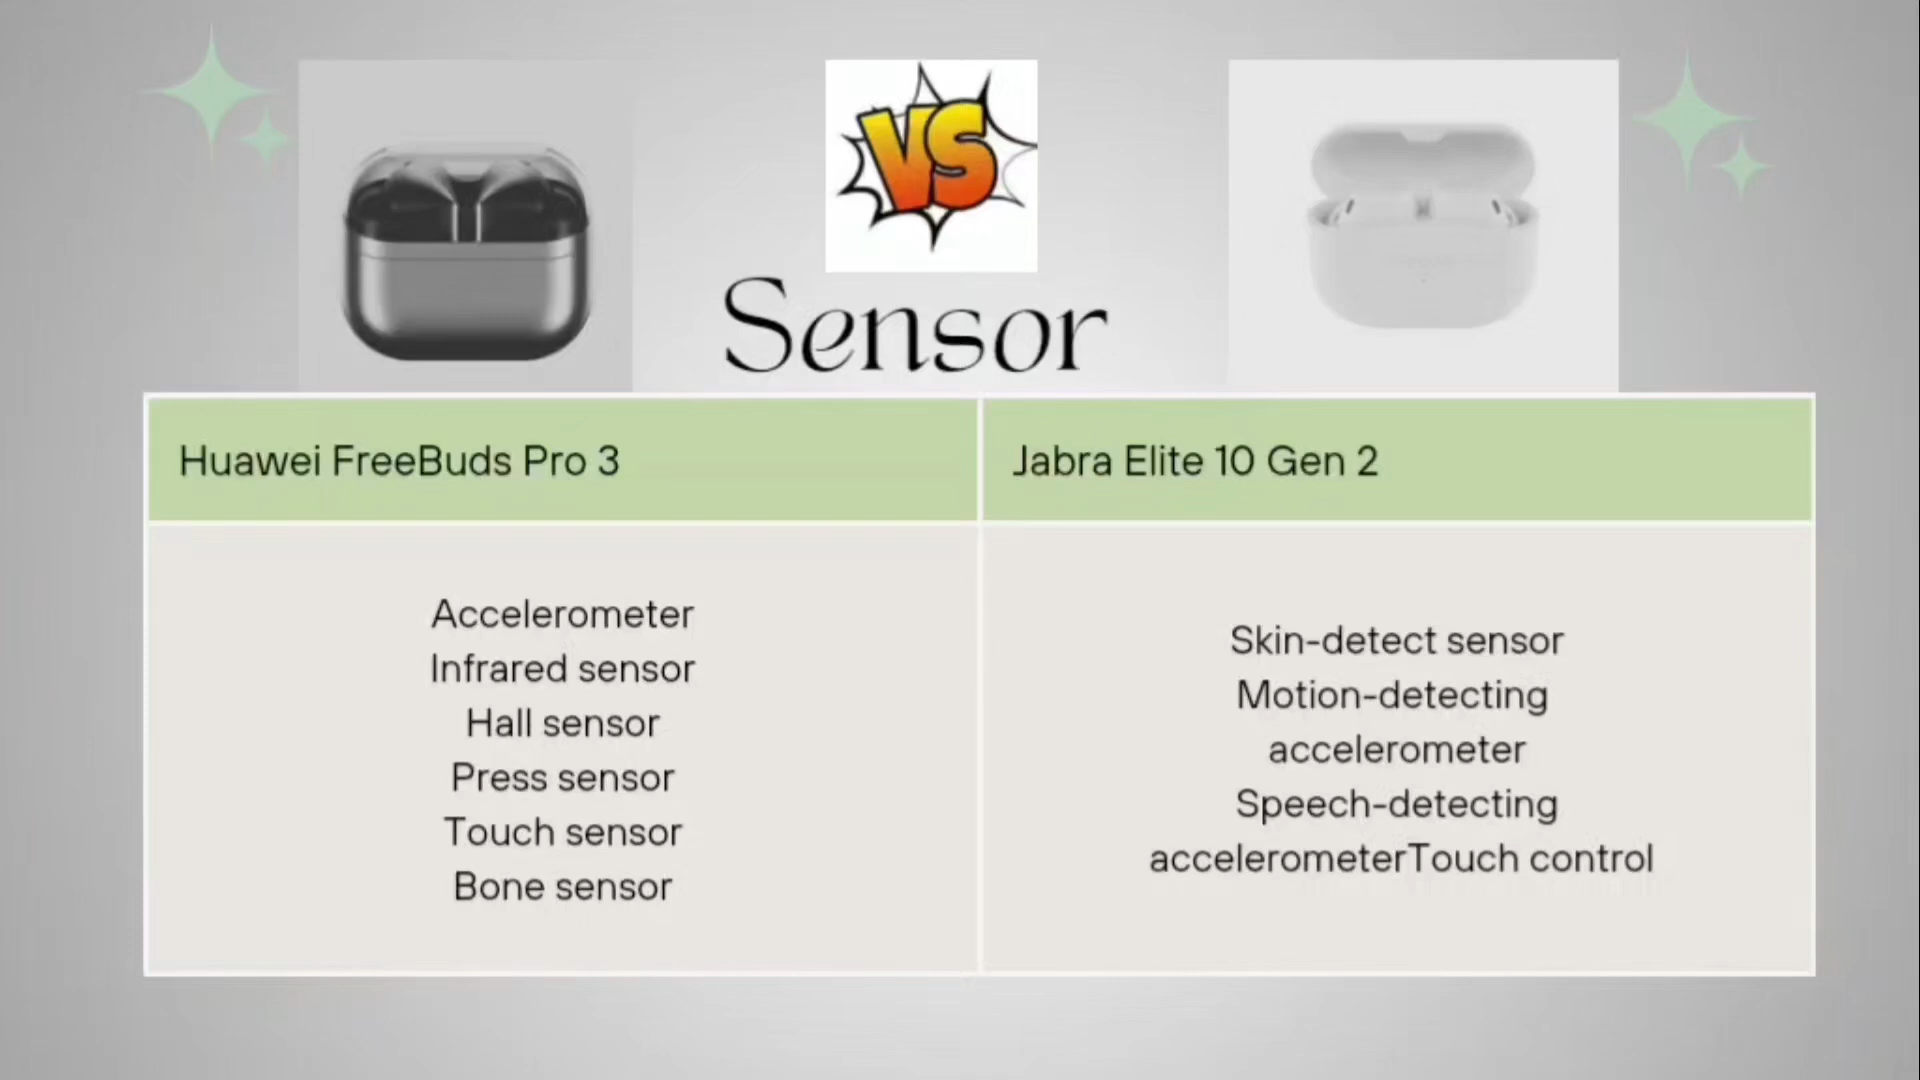 VS
Sensor
Huawei FreeBuds Pro 3
Jabra Elite 10 Gen 2
Accelerometer
Infrared sensor
Hall sensor
Press sensor
Touch sensor
Bone sensor
Skin-detect sensor
Motion-detecting
accelerometer
Speech-detecting
accelerometerTouch control